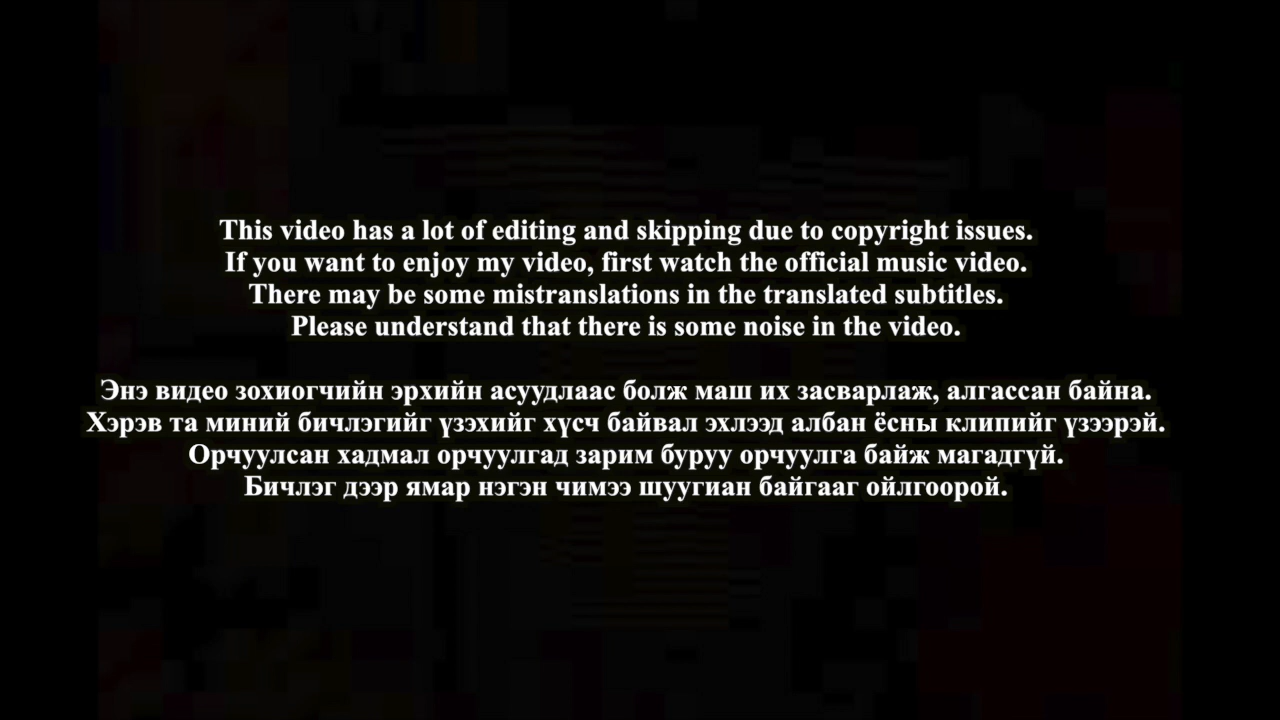 This video has a lot of editing and skipping due to copyright issues.
If you want to enjoy my video, first watch the official music video.
There may be some mistranslations in the translated subtitles.
Please understand that there is some noise in the video.
Энэ видео зохиогчийн эрхийн асуудлаас болж маш их засварлаж, алгассан байна.
Хэрэв та миний бичлэгийг үзэхийг хүсч байвал эхлээд албан ёсны клипийг үзээрэй.
Орчуулсан хадмал орчуулгад зарим буруу орчуулга байж магадгүй.
Бичлэг дээр ямар нэгэн чимээ шуугиан байгааг ойлгоорой.